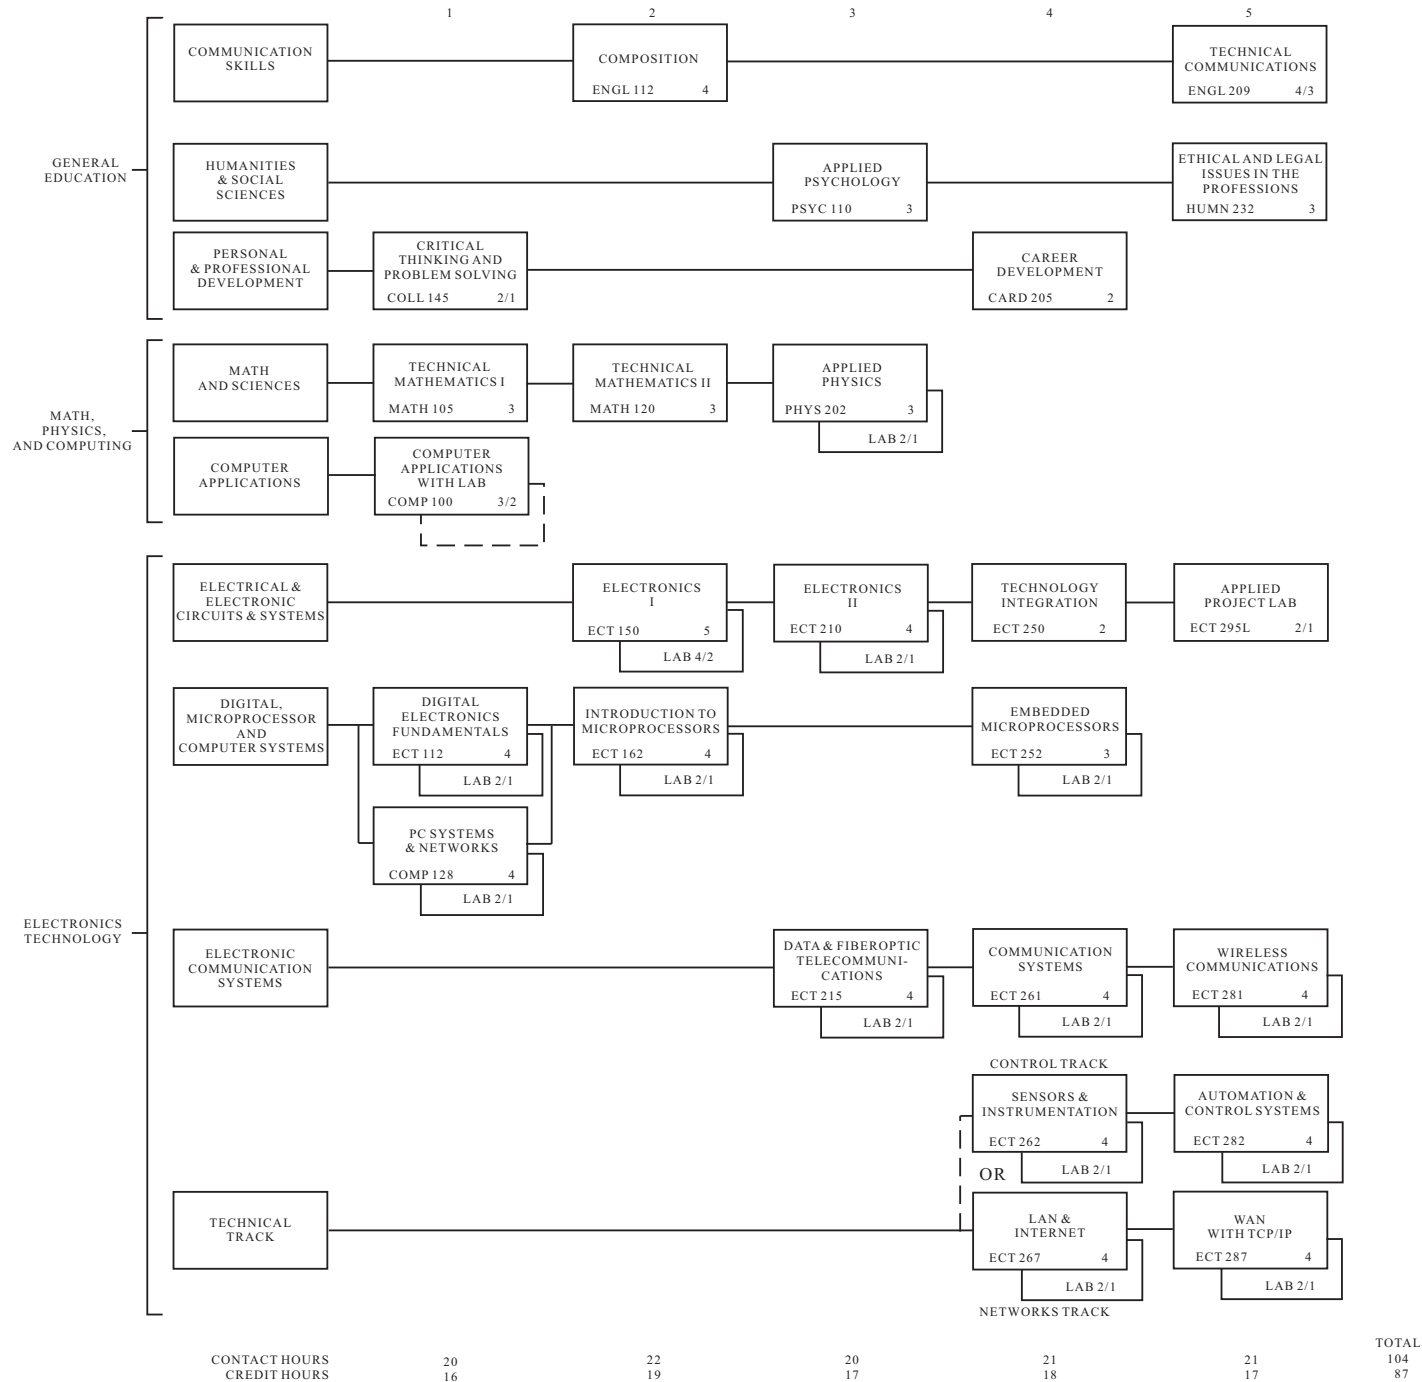 1 2 3 4 5
GENERAL
EDUCATION
COMMUNICATION
SKILLS
COMPOSITION
ENGL 112 4
TECHNICAL
COMMUNICATIONS
ENGL 209 4/3
HUMANITIES
& SOCIAL
SCIENCES
APPLIED
PSYCHOLOGY
PSYC 110 3
ETHICAL AND LEGAL
ISSUES IN THE
PROFESSIONS
HUMN 232 3
PERSONAL
& PROFESSIONAL
DEVELOPMENT
CRITICAL
THINKING AND
PROBLEM SOLVING
COLL 145 2/1
CAREER
DEVELOPMENT
CARD 205 2
MATH,
PHYSICS,
AND COMPUTING
MATH
AND SCIENCES
TECHNICAL
MATHEMATICS I
MATH 105 3
TECHNICAL
MATHEMATICS II
MATH 120 3
APPLIED
PHYSICS
PHYS 202 3
LAB 2/1
COMPUTER
APPLICATIONS
COMPUTER
APPLICATIONS
WITH LAB
COMP 100 3/2
ELECTRONICS
TECHNOLOGY
ELECTRICAL &
ELECTRONIC
CIRCUITS & SYSTEMS
ELECTRONICS
I
ECT 150 5
LAB 4/2
ELECTRONICS
II
ECT 210 4
LAB 2/1
TECHNOLOGY
INTEGRATION
ECT 250 2
APPLIED
PROJECT LAB
ECT 295L 2/1
DIGITAL,
MICROPROCESSOR
AND
COMPUTER SYSTEMS
DIGITAL
ELECTRONICS
FUNDAMENTALS
ECT 112 4
LAB 2/1
INTRODUCTION TO
MICROPROCESSORS
ECT 162 4
LAB 2/1
EMBEDDED
MICROPROCESSORS
ECT 252 3
LAB 2/1
PC SYSTEMS
& NETWORKS
COMP 128 4
LAB 2/1
ELECTRONIC
COMMUNICATION
SYSTEMS
DATA & FIBEROPTIC
TELECOMMUNI-
CATIONS
ECT 215 4
LAB 2/1
COMMUNICATION
SYSTEMS
ECT 261 4
LAB 2/1
WIRELESS
COMMUNICATIONS
ECT 281 4
LAB 2/1
CONTROL TRACK
SENSORS &
INSTRUMENTATION
ECT 262 4
LAB 2/1
AUTOMATION &
CONTROL SYSTEMS
ECT 282 4
LAB 2/1
OR
TECHNICAL
TRACK
LAN &
INTERNET
ECT 267 4
LAB 2/1
WAN
WITH TCP/IP
ECT 287 4
LAB 2/1
NETWORKS TRACK
TOTAL
CONTACT HOURS 20 22 20 21 21 104
CREDIT HOURS 16 19 17 18 17 87